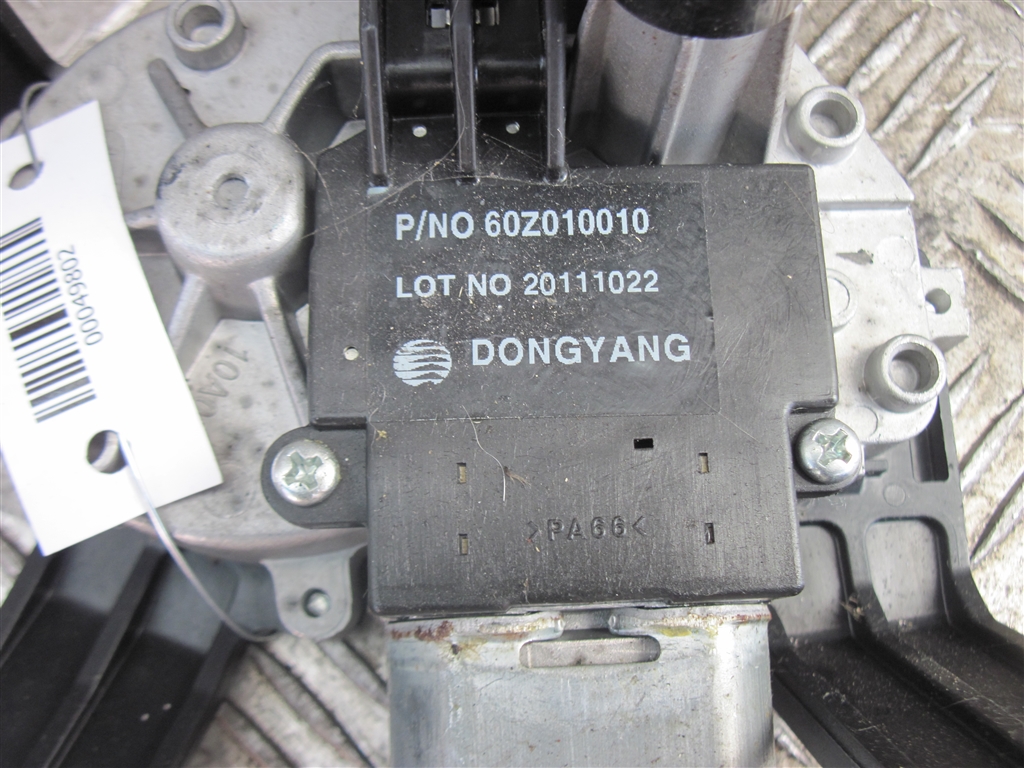 P/NO 60Z010010
LOT NO 20111022
DONGYANG
>PA66<
00049802